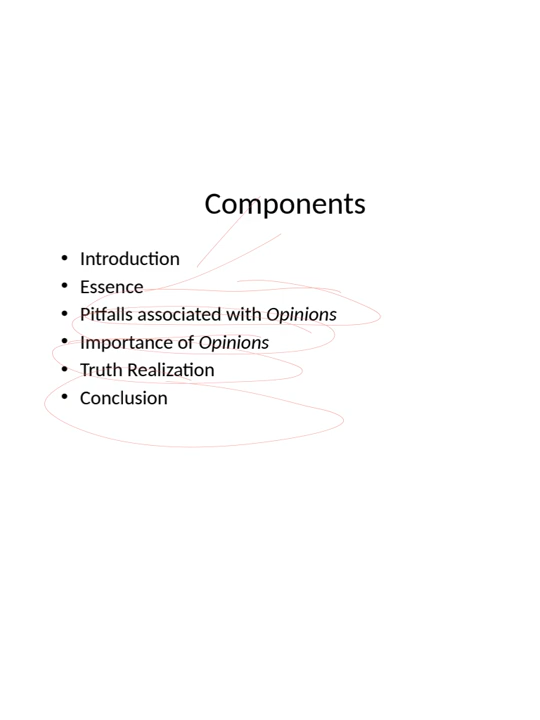 Components
• Introduction
• Essence
• Pitfalls associated with Opinions
• Importance of Opinions
• Truth Realization
• Conclusion